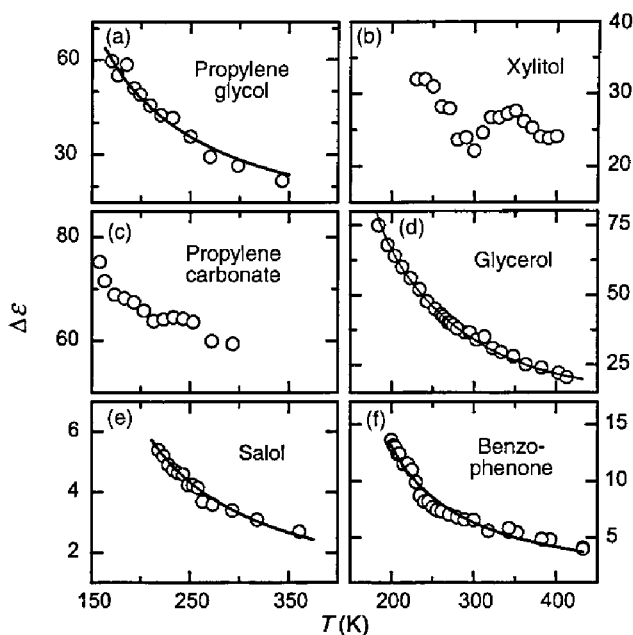 (a)
Propylene
glycol
60
30
(b)
Xylitol
40
30
20
(c)
Propylene
carbonate
80
60
(d)
Glycerol
75
50
25
Δε
(e)
Salol
6
4
2
(f)
Benzo-
phenone
15
10
5
150 250 350
200 300 400
T(K)